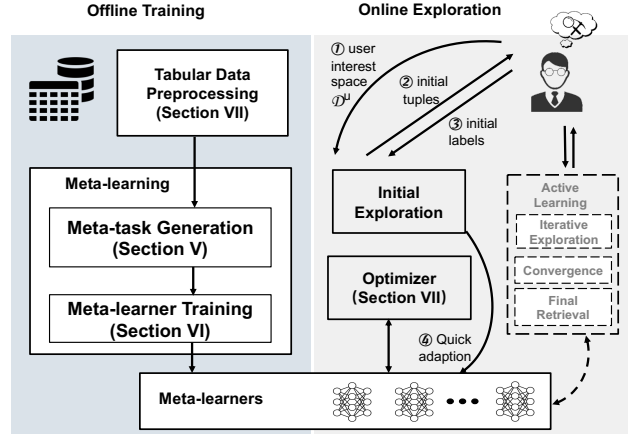 Offline Training
Online Exploration
Tabular Data
Preprocessing
(Section VII)
Meta-learning
Meta-task Generation
(Section V)
Meta-learner Training
(Section VI)
Meta-learners
① user
interest
space
𝒟ᵘ
② initial
tuples
③ initial
labels
Initial
Exploration
Optimizer
(Section VII)
④ Quick
adaption
Active
Learning
Iterative
Exploration
Convergence
Final
Retrieval